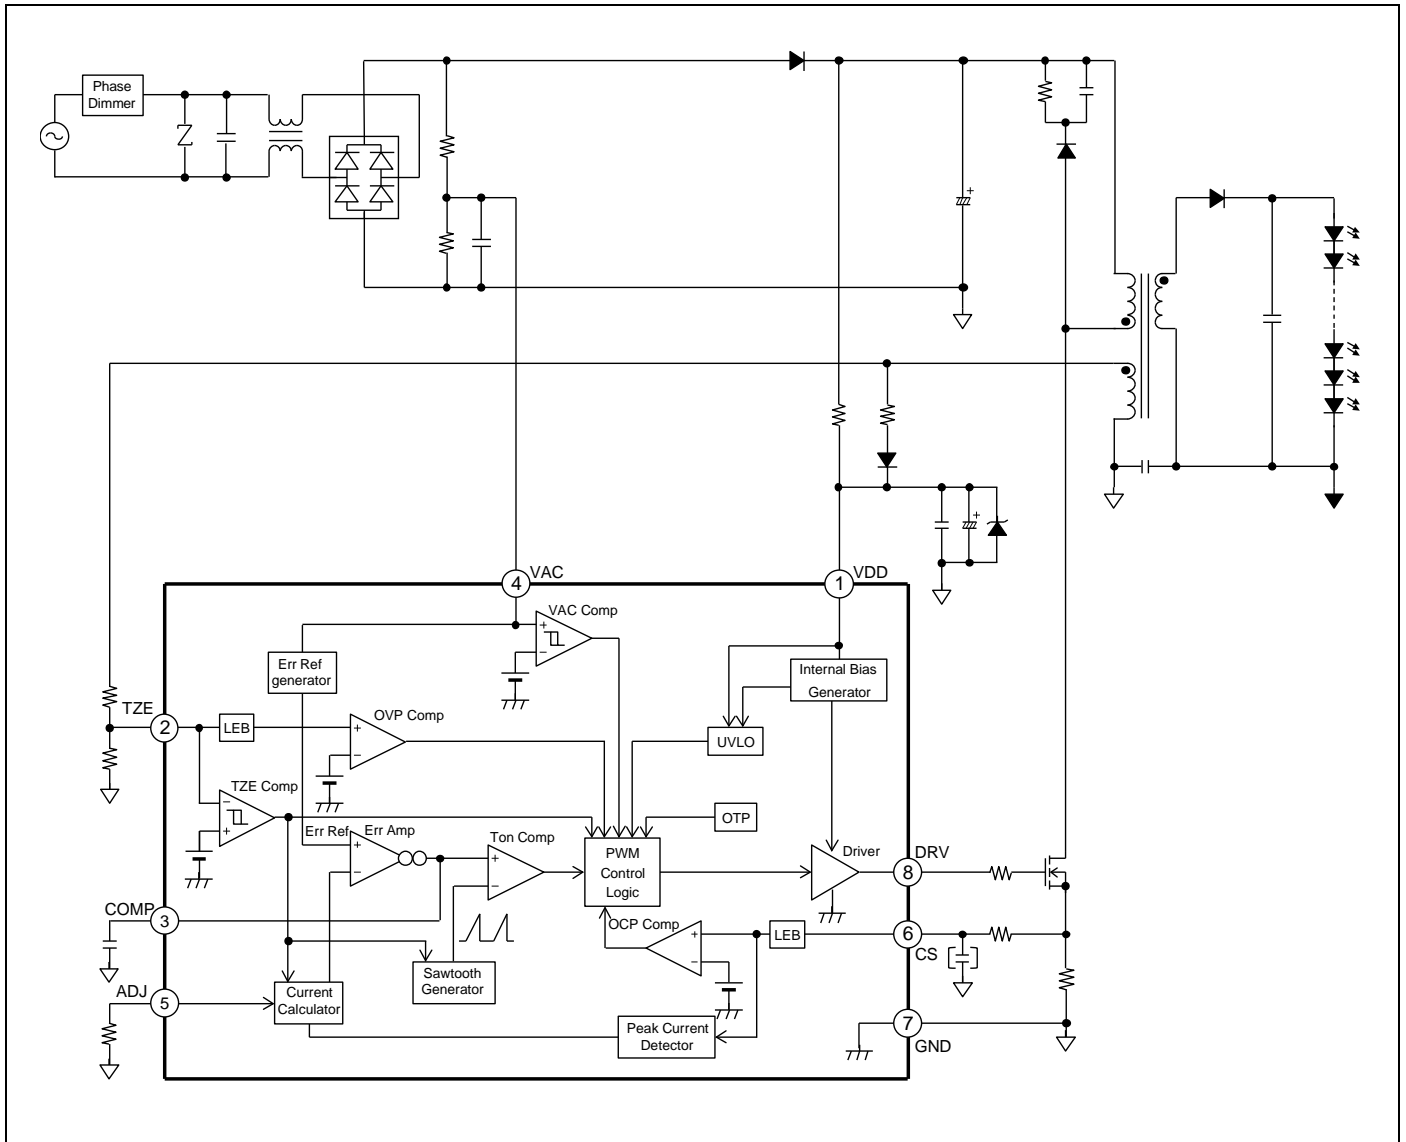 Phase
Dimmer
4
VAC
1
VDD
VAC Comp
+
−
Err Ref
generator
Internal Bias
Generator
TZE
2
LEB
OVP Comp
+
−
UVLO
TZE Comp
−
+
OTP
Err Ref
Err Amp
+
−
Ton Comp
+
−
PWM
Control
Logic
Driver
DRV
8
COMP
3
OCP Comp
+
−
LEB
6
CS
Sawtooth
Generator
ADJ
5
Current
Calculator
Peak Current
Detector
7
GND